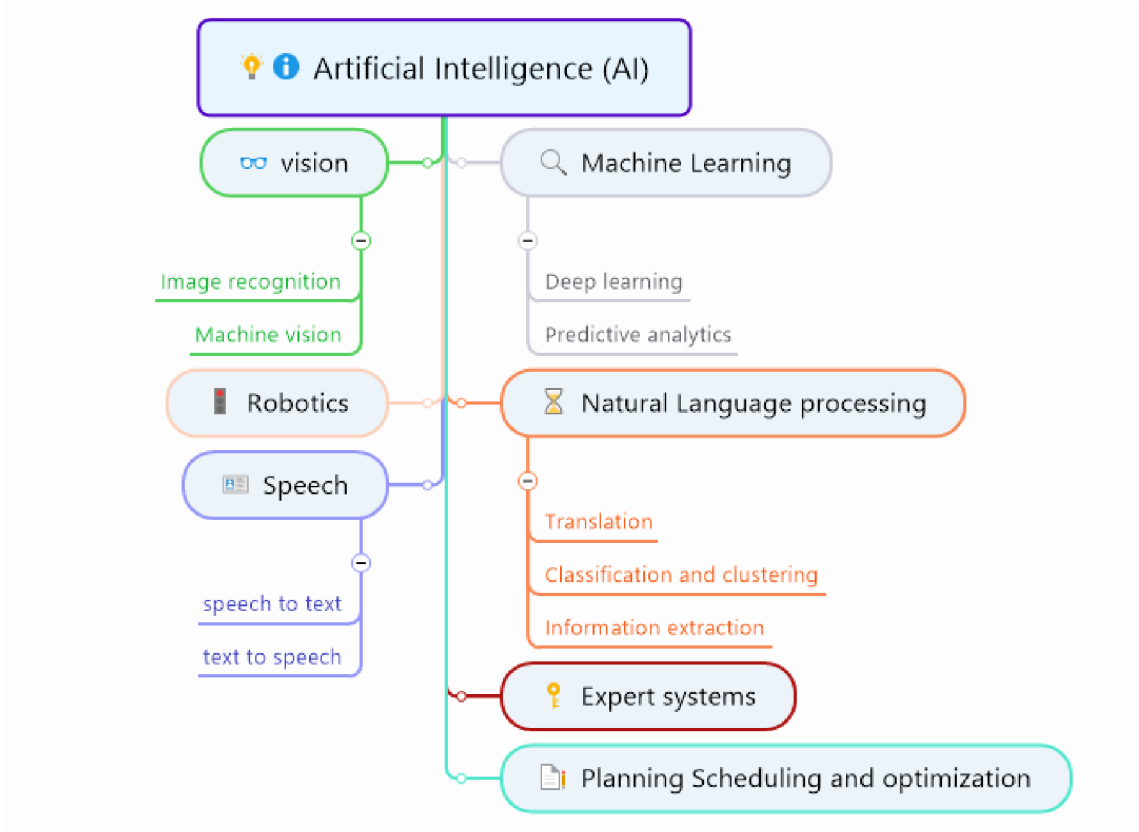 Artificial Intelligence (AI)
vision
Image recognition
Machine vision
Robotics
Speech
speech to text
text to speech
Machine Learning
Deep learning
Predictive analytics
Natural Language processing
Translation
Classification and clustering
Information extraction
Expert systems
Planning Scheduling and optimization